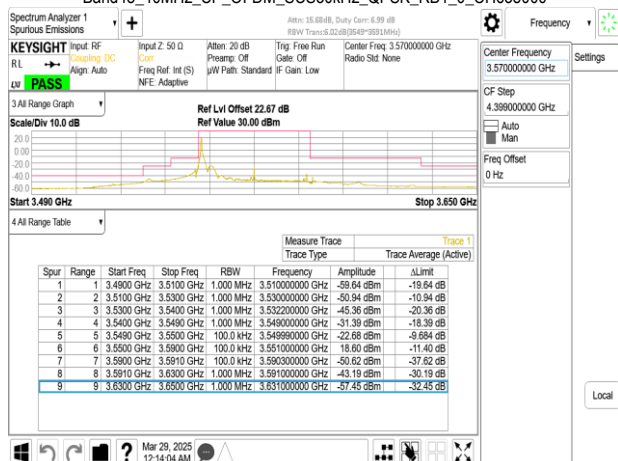 Spectrum Analyzer 1
Spurious Emissions
Attn: 15.68dB, Duty Corr: 6.99 dB
RBW Trans:6.02dB(3549~3591MHz)
Frequency
KEYSIGHT Input: RF Input Z: 50 Ω Atten: 20 dB Trig: Free Run Center Freq: 3.570000000 GHz
RL Coupling: DC Corr Preamp: Off Gate: Off Radio Std: None
Align: Auto Freq Ref: Int (S) µW Path: Standard IF Gain: Low
LXI PASS NFE: Adaptive
Center Frequency
3.570000000 GHz
Settings
CF Step
4.399000000 GHz
Auto
Man
Freq Offset
0 Hz
3 All Range Graph
Ref Lvl Offset 22.67 dB
Scale/Div 10.0 dB Ref Value 30.00 dBm
20.0
0.00
-20.0
-40.0
-60.0
Start 3.490 GHz Stop 3.650 GHz
4 All Range Table
Measure Trace Trace 1
Trace Type Trace Average (Active)
Spur Range Start Freq Stop Freq RBW Frequency Amplitude ΔLimit
1 1 3.4900 GHz 3.5100 GHz 1.000 MHz 3.510000000 GHz -59.64 dBm -19.64 dB
2 2 3.5100 GHz 3.5300 GHz 1.000 MHz 3.530000000 GHz -50.94 dBm -10.94 dB
3 3 3.5300 GHz 3.5400 GHz 1.000 MHz 3.532200000 GHz -45.36 dBm -20.36 dB
4 4 3.5400 GHz 3.5490 GHz 1.000 MHz 3.549000000 GHz -31.39 dBm -18.39 dB
5 5 3.5490 GHz 3.5500 GHz 100.0 kHz 3.549990000 GHz -22.68 dBm -9.684 dB
6 6 3.5500 GHz 3.5900 GHz 100.0 kHz 3.551000000 GHz 18.60 dBm -11.40 dB
7 7 3.5900 GHz 3.5910 GHz 100.0 kHz 3.590300000 GHz -50.62 dBm -37.62 dB
8 8 3.5910 GHz 3.6300 GHz 1.000 MHz 3.591000000 GHz -43.19 dBm -30.19 dB
9 9 3.6300 GHz 3.6500 GHz 1.000 MHz 3.631000000 GHz -57.45 dBm -32.45 dB
Local
Mar 29, 2025
12:14:04 AM